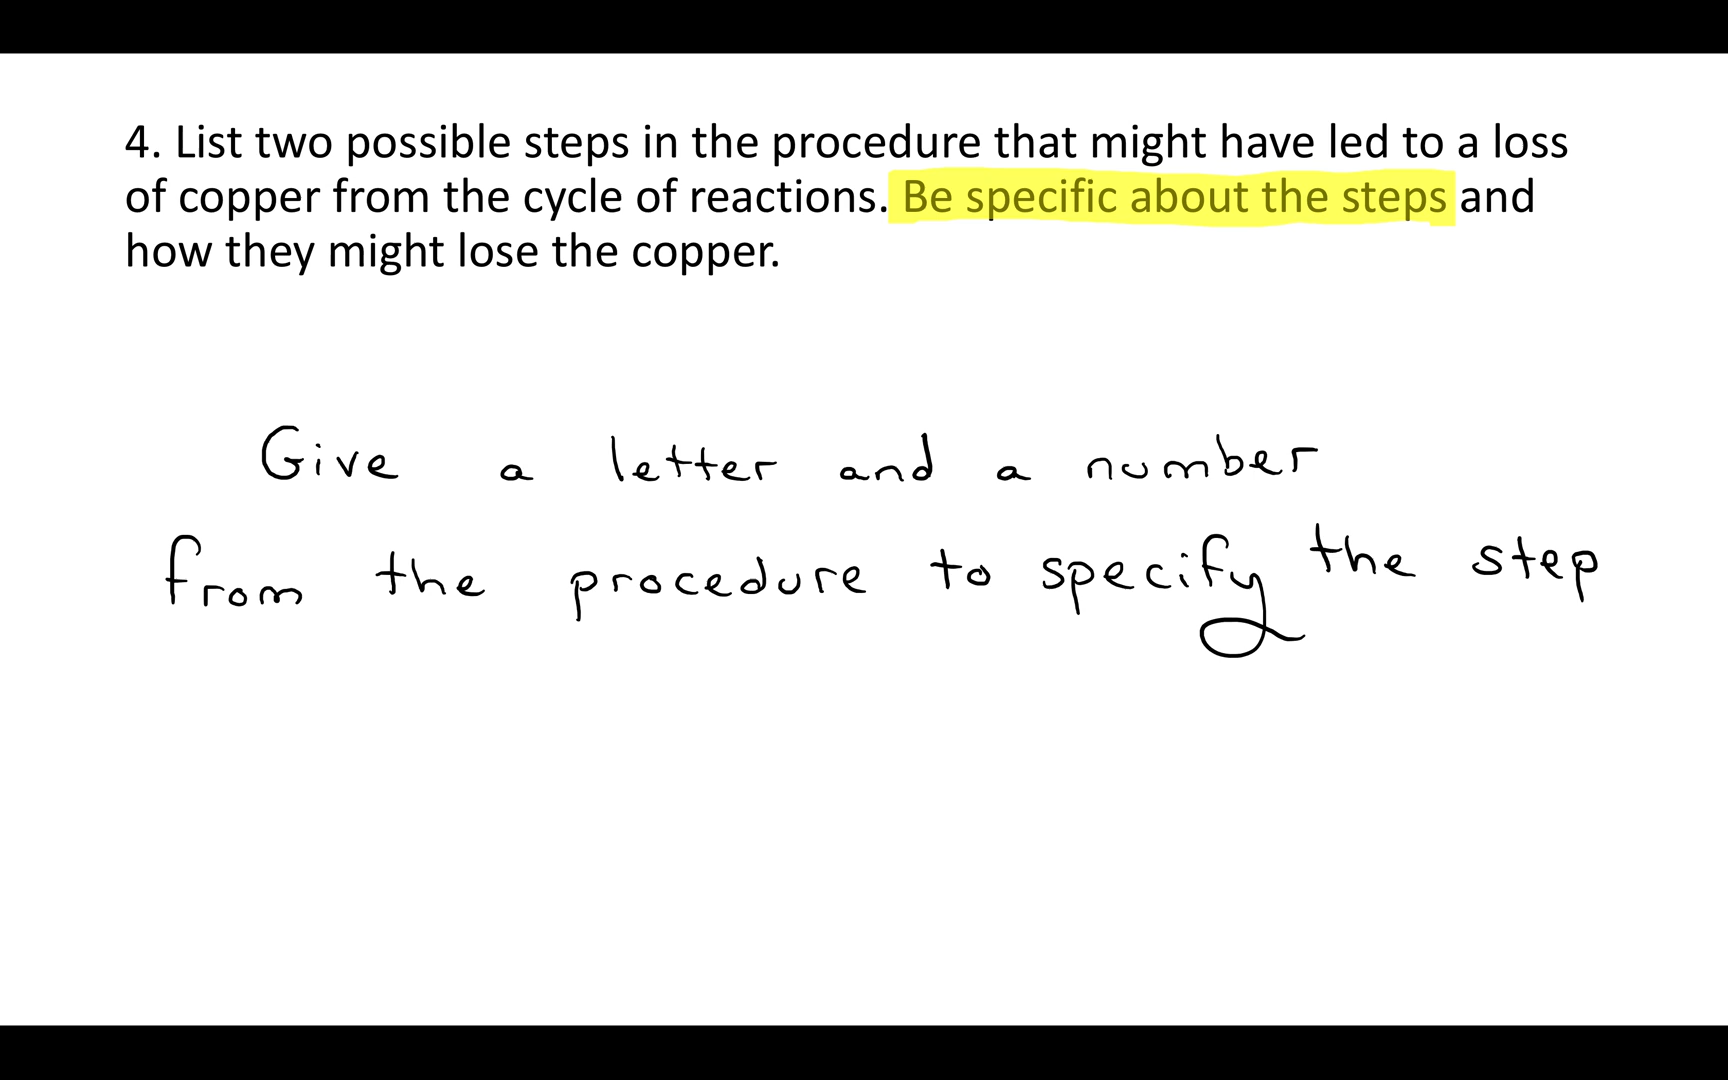 4. List two possible steps in the procedure that might have led to a loss
of copper from the cycle of reactions. Be specific about the steps and
how they might lose the copper.
Give a letter and a number
from the procedure to specify the step